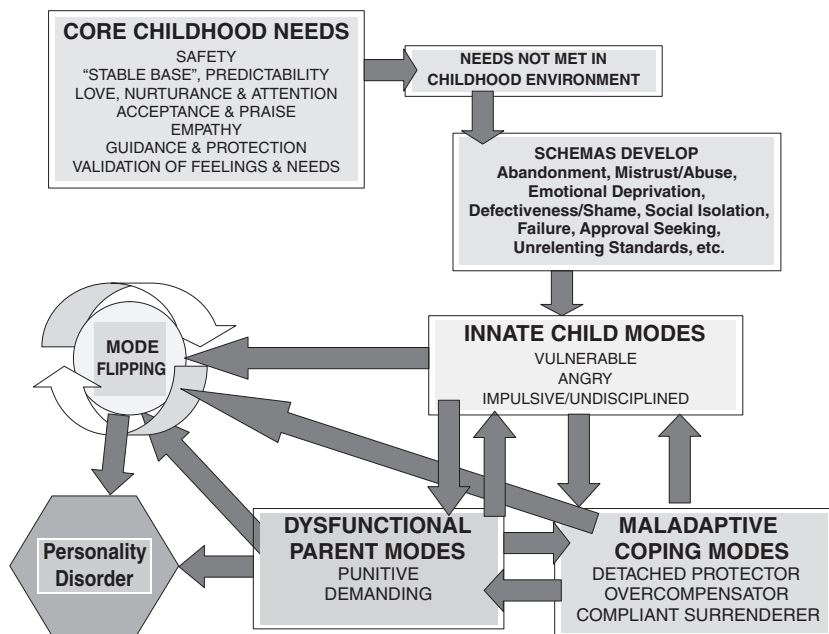 CORE CHILDHOOD NEEDS
SAFETY
“STABLE BASE”, PREDICTABILITY
LOVE, NURTURANCE & ATTENTION
ACCEPTANCE & PRAISE
EMPATHY
GUIDANCE & PROTECTION
VALIDATION OF FEELINGS & NEEDS
NEEDS NOT MET IN
CHILDHOOD ENVIRONMENT
SCHEMAS DEVELOP
Abandonment, Mistrust/Abuse,
Emotional Deprivation,
Defectiveness/Shame, Social Isolation,
Failure, Approval Seeking,
Unrelenting Standards, etc.
INNATE CHILD MODES
VULNERABLE
ANGRY
IMPULSIVE/UNDISCIPLINED
MODE
FLIPPING
Personality
Disorder
DYSFUNCTIONAL
PARENT MODES
PUNITIVE
DEMANDING
MALADAPTIVE
COPING MODES
DETACHED PROTECTOR
OVERCOMPENSATOR
COMPLIANT SURRENDERER